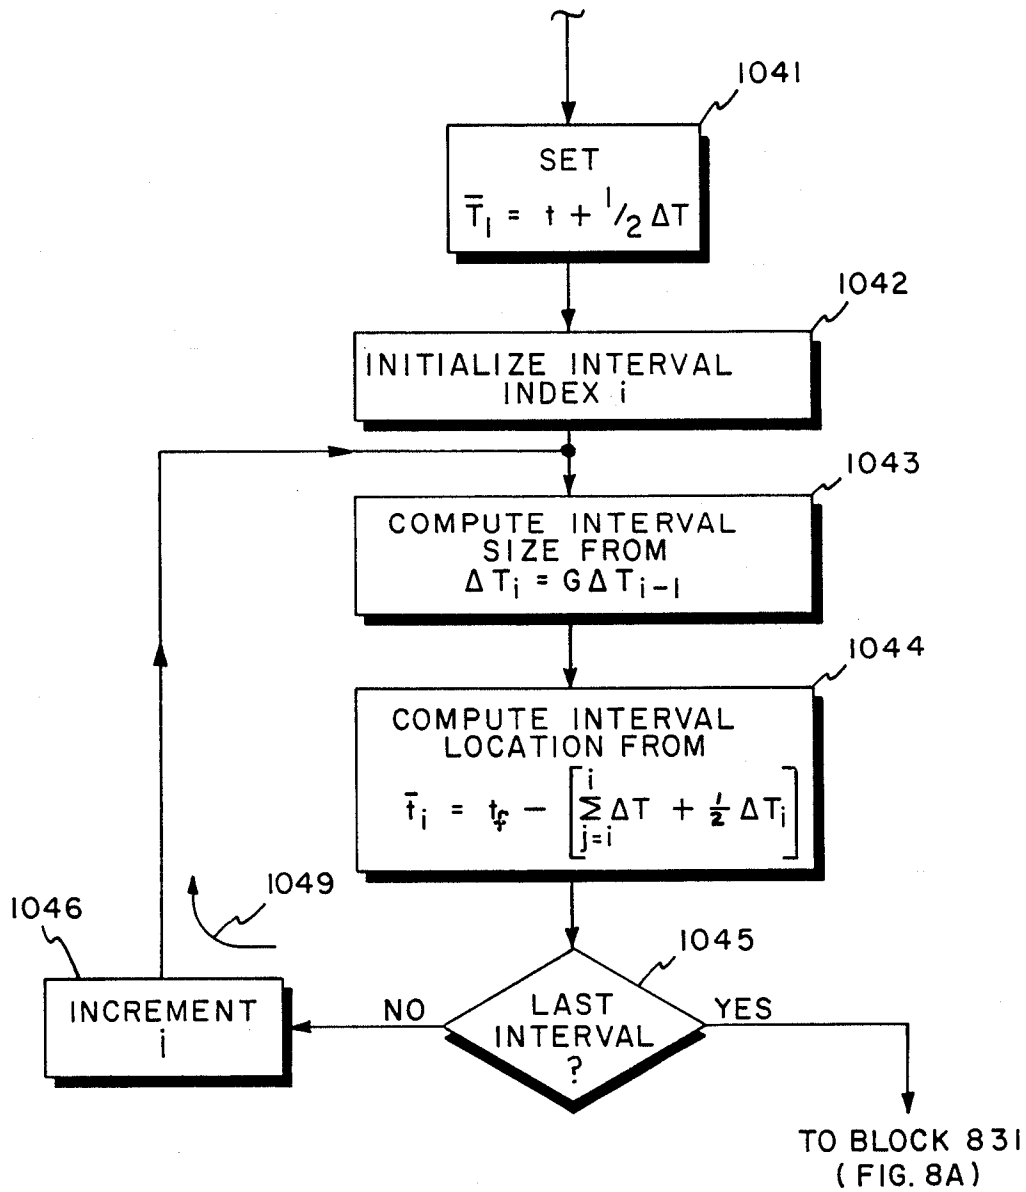 1041
SET
T̄₁ = t + 1/2 ΔT
1042
INITIALIZE INTERVAL
INDEX i
1043
COMPUTE INTERVAL
SIZE FROM
ΔTᵢ = GΔTᵢ₋₁
1044
COMPUTE INTERVAL
LOCATION FROM
t̄ᵢ = t_f − [Σ_{j=i}^{i} ΔT + 1/2 ΔTᵢ]
1049
1046
1045
INCREMENT
i
NO
LAST
INTERVAL
?
YES
TO BLOCK 831
(FIG. 8A)